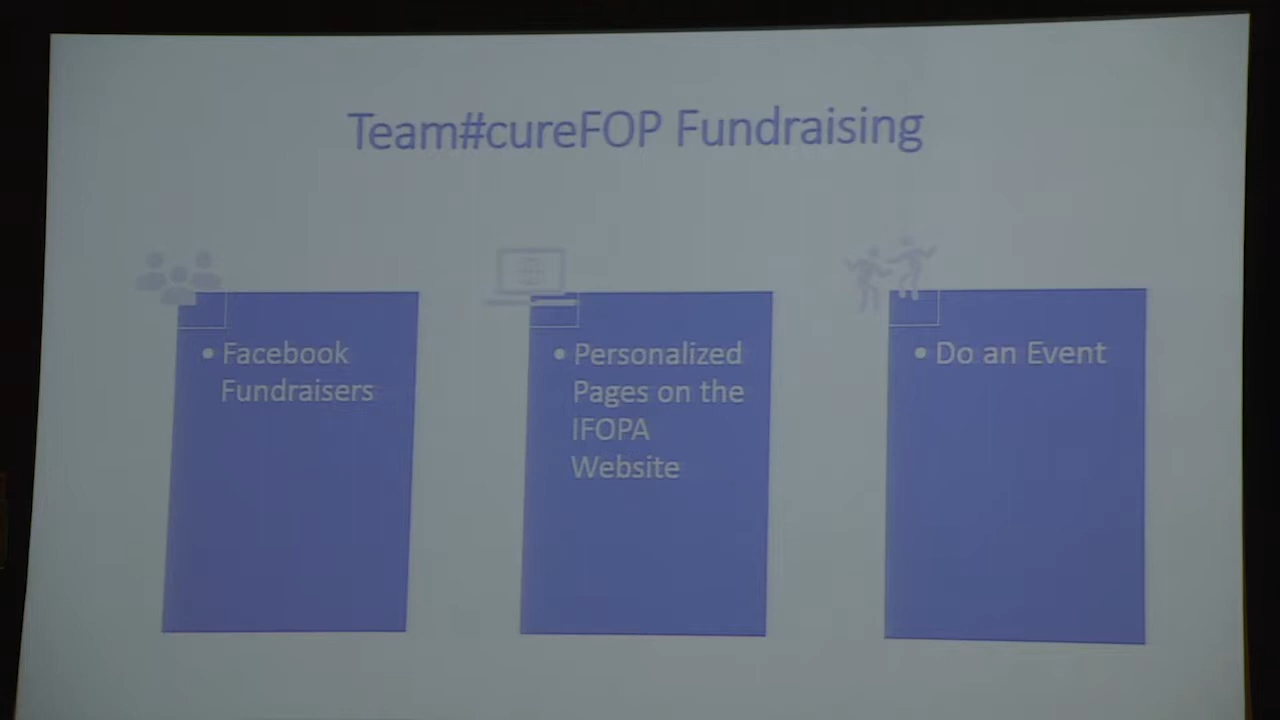 Team#cureFOP Fundraising
• Facebook
Fundraisers
• Personalized
Pages on the
IFOPA
Website
• Do an Event